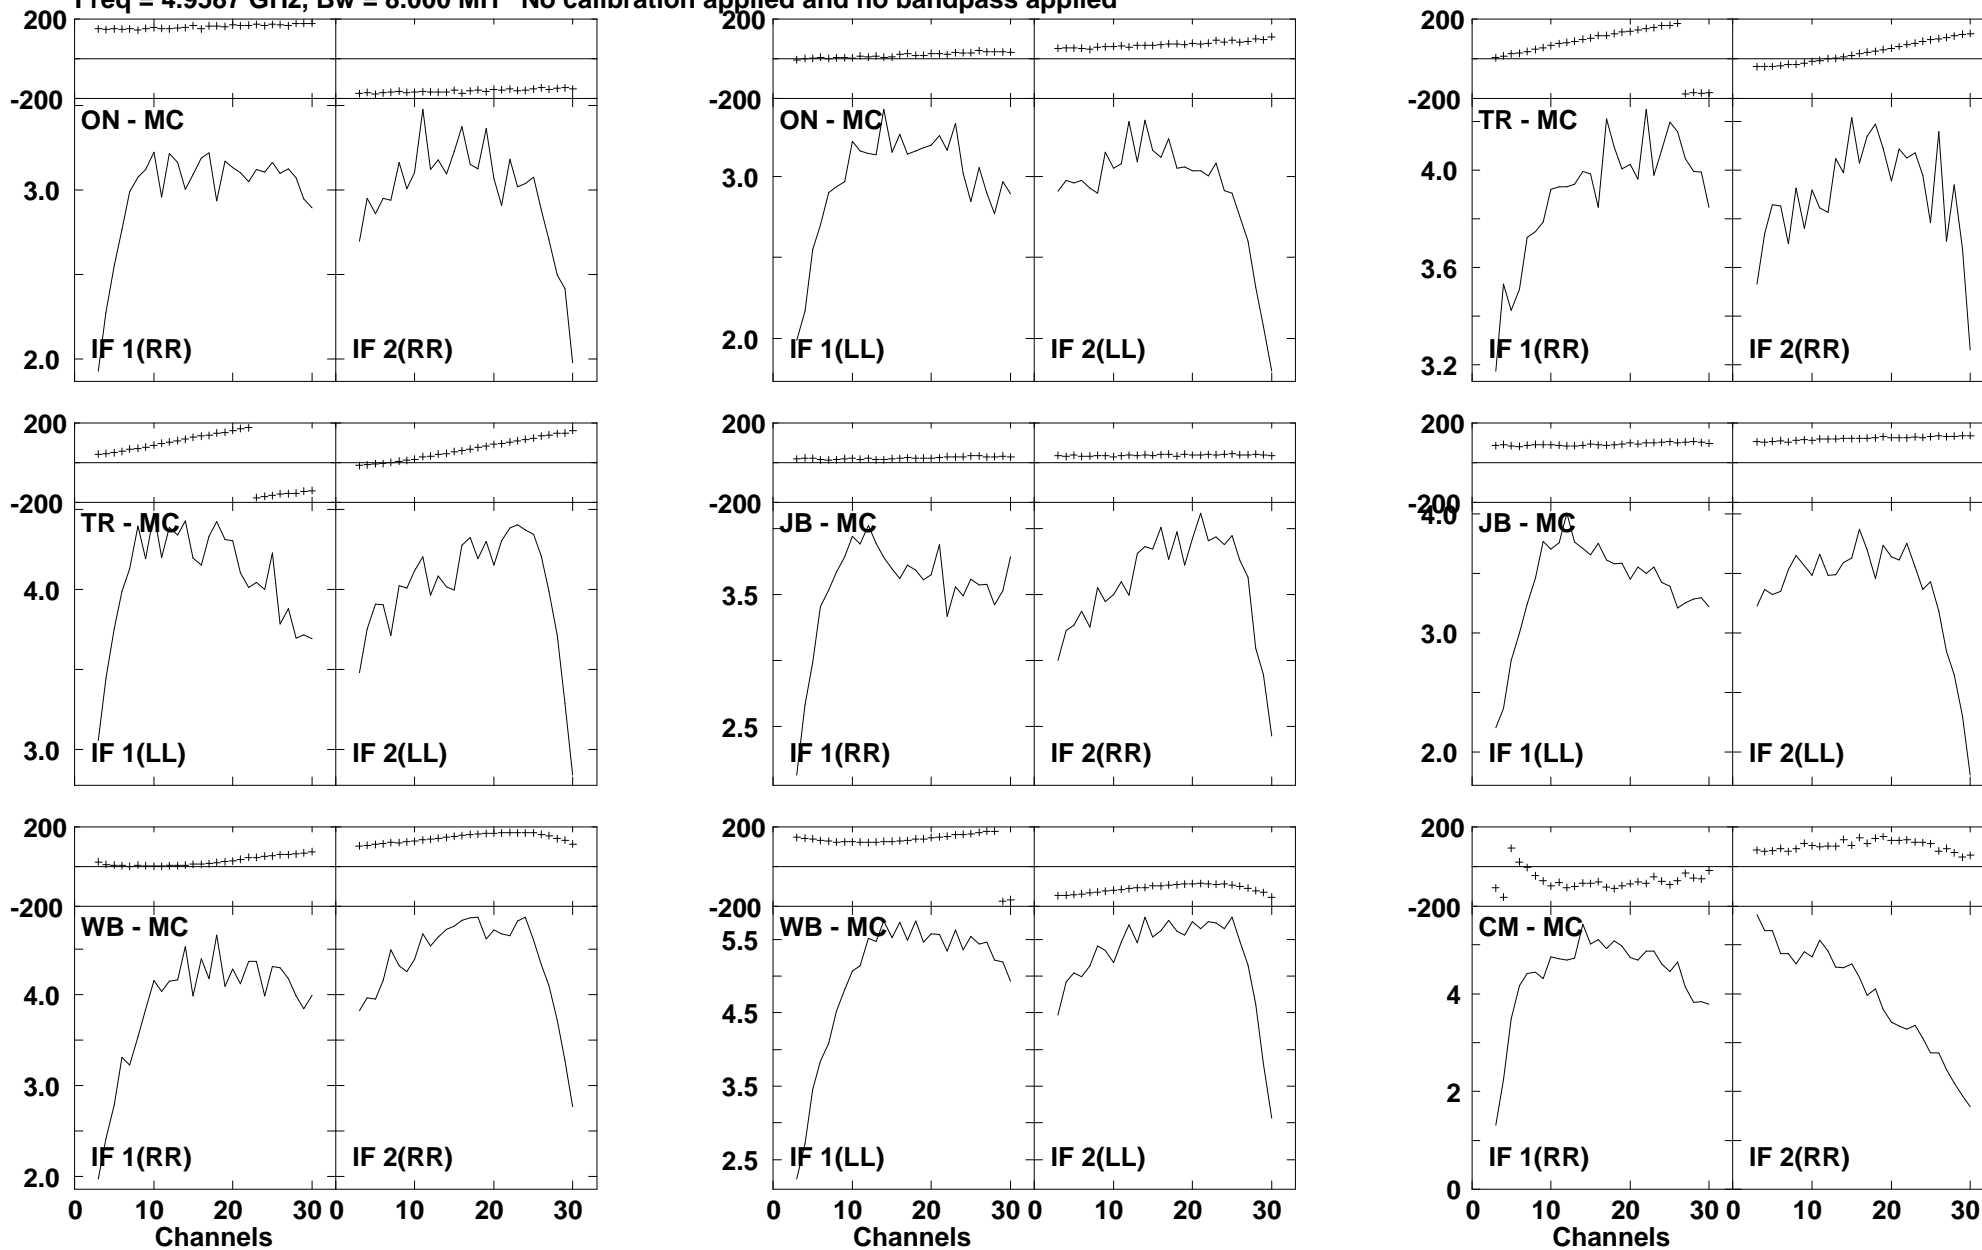 Freq = 4.9587 GHz, Bw = 8.000 MH No calibration applied and no bandpass applied
200 200 200
-200 -200 -200
ON - MC ON - MC TR - MC
3.0 3.0 4.0
3.6
2.0 2.0 3.2
IF 1(RR) IF 2(RR) IF 1(LL) IF 2(LL) IF 1(RR) IF 2(RR)
200 200 200
-200 -200 -200
TR - MC JB - MC 4.0 JB - MC
4.0 3.5 3.0
3.0 2.5 2.0
IF 1(LL) IF 2(LL) IF 1(RR) IF 2(RR) IF 1(LL) IF 2(LL)
200 200 200
-200 -200 -200
WB - MC WB - MC CM - MC
4.0 5.5 4
3.0 4.5 2
2.0 3.5 0
2.5
IF 1(RR) IF 2(RR) IF 1(LL) IF 2(LL) IF 1(RR) IF 2(RR)
0 10 20 30 0 10 20 30 0 10 20 30 0 10 20 30 0 10 20 30 0 10 20 30
Channels Channels Channels